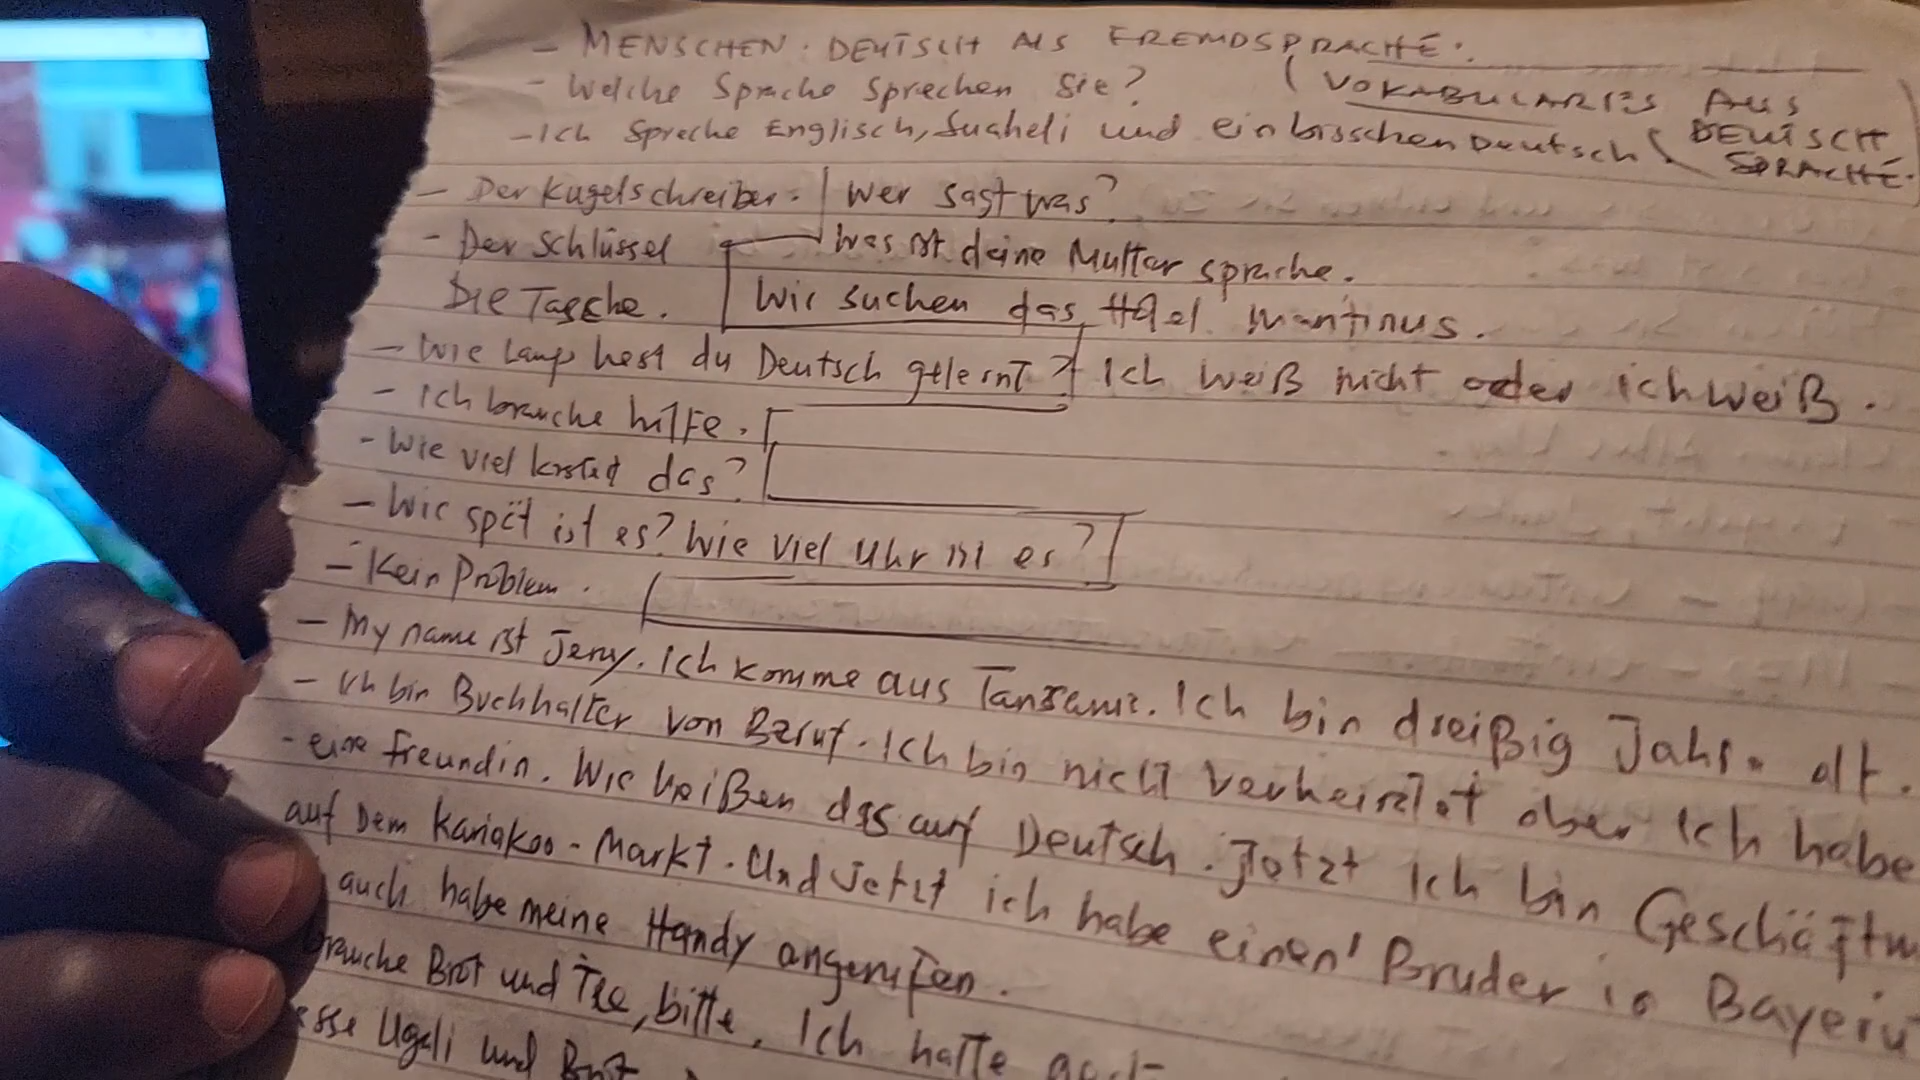 - MENSCHEN: DEUTSCH ALS FREMDSPRACHE.
- Welche Sprache Sprechen Sie?
(VOKABULARIES AUS DEUTSCH SPRACHE.)
- Ich Spreche Englisch, Suaheli und ein bisschen Deutsch.
- Der Kugelschreiber. Wer sagt was?
- Der Schlüssel Was ist deine Mutter sprache.
Die Tasche. Wir suchen das Hotel Mantinus.
- Wie lang hest du Deutsch gelernt? Ich weiß nicht oder ich weiß.
- Ich brauche hilfe.
- Wie viel kostet das?
- Wie spät ist es? Wie viel Uhr ist es?
- Kein Problem.
- My name ist Jerry. Ich komme aus Tansania. Ich bin dreißig Jahr. alt.
- Ich bin Buchhalter von Beruf. Ich bin nicht verheiratet aber Ich habe
- eine freundin. Wie heißen das auf Deutsch. Jetzt Ich bin Geschäftm
auf Dem Kariakoo-Markt. Und Jetzt ich habe einen Bruder in Bayern
auch habe meine Handy angerufen.
brauche Brot und Tee, bitte. Ich hatte
esse Ugali und Brot